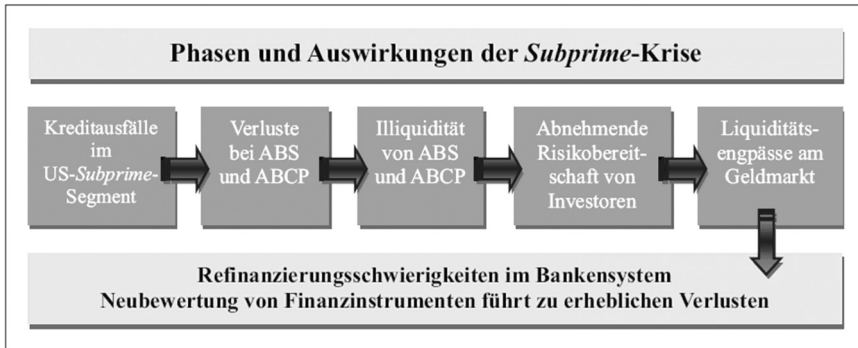 Phasen und Auswirkungen der Subprime-Krise
Kreditausfälle
im
US-Subprime-
Segment
Verluste
bei ABS
und ABCP
Illiquidität
von ABS
und ABCP
Abnehmende
Risikobereit-
schaft von
Investoren
Liquiditäts-
engpässe am
Geldmarkt
Refinanzierungsschwierigkeiten im Bankensystem
Neubewertung von Finanzinstrumenten führt zu erheblichen Verlusten